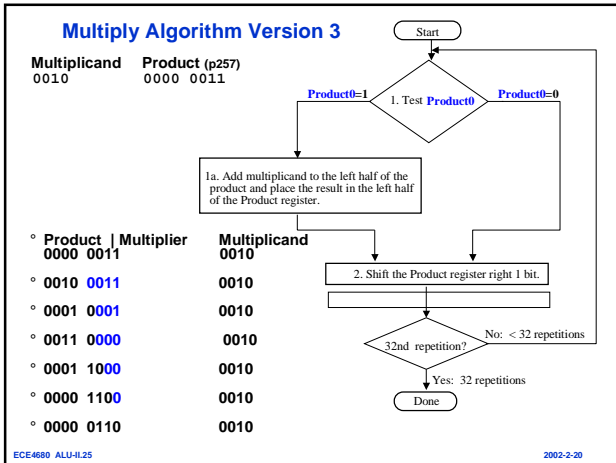 Multiply Algorithm Version 3
Multiplicand Product (p257)
0010 0000 0011
Start
Product0=1
1. Test Product0
Product0=0
1a. Add multiplicand to the left half of the
product and place the result in the left half
of the Product register.
° Product | Multiplier Multiplicand
0000 0011 0010
° 0010 0011 0010
° 0001 0001 0010
° 0011 0000 0010
° 0001 1000 0010
° 0000 1100 0010
° 0000 0110 0010
2. Shift the Product register right 1 bit.
32nd repetition?
No: < 32 repetitions
Yes: 32 repetitions
Done
ECE4680 ALU-II.25 2002-2-20